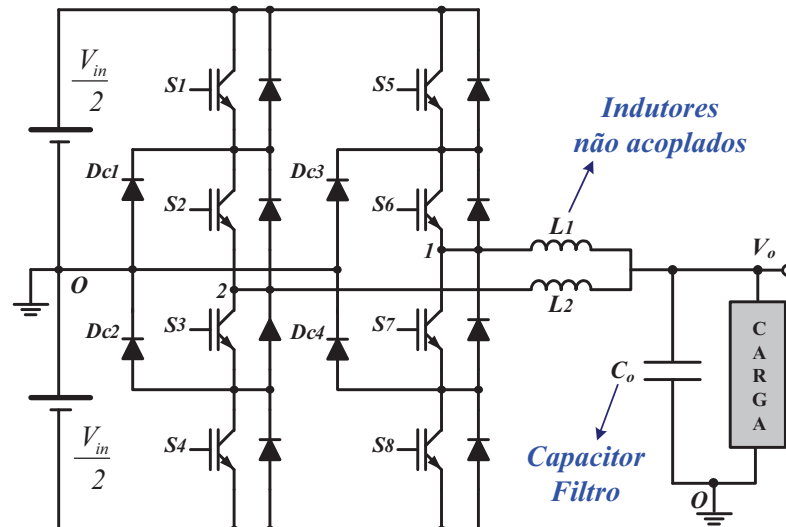 V_in
2
S1
S5
Indutores
não acoplados
Dc1
Dc3
S2
S6
L1
1
V_o
O
2
L2
Dc2
S3
Dc4
S7
C_o
CARGA
V_in
2
S4
S8
Capacitor
Filtro
O